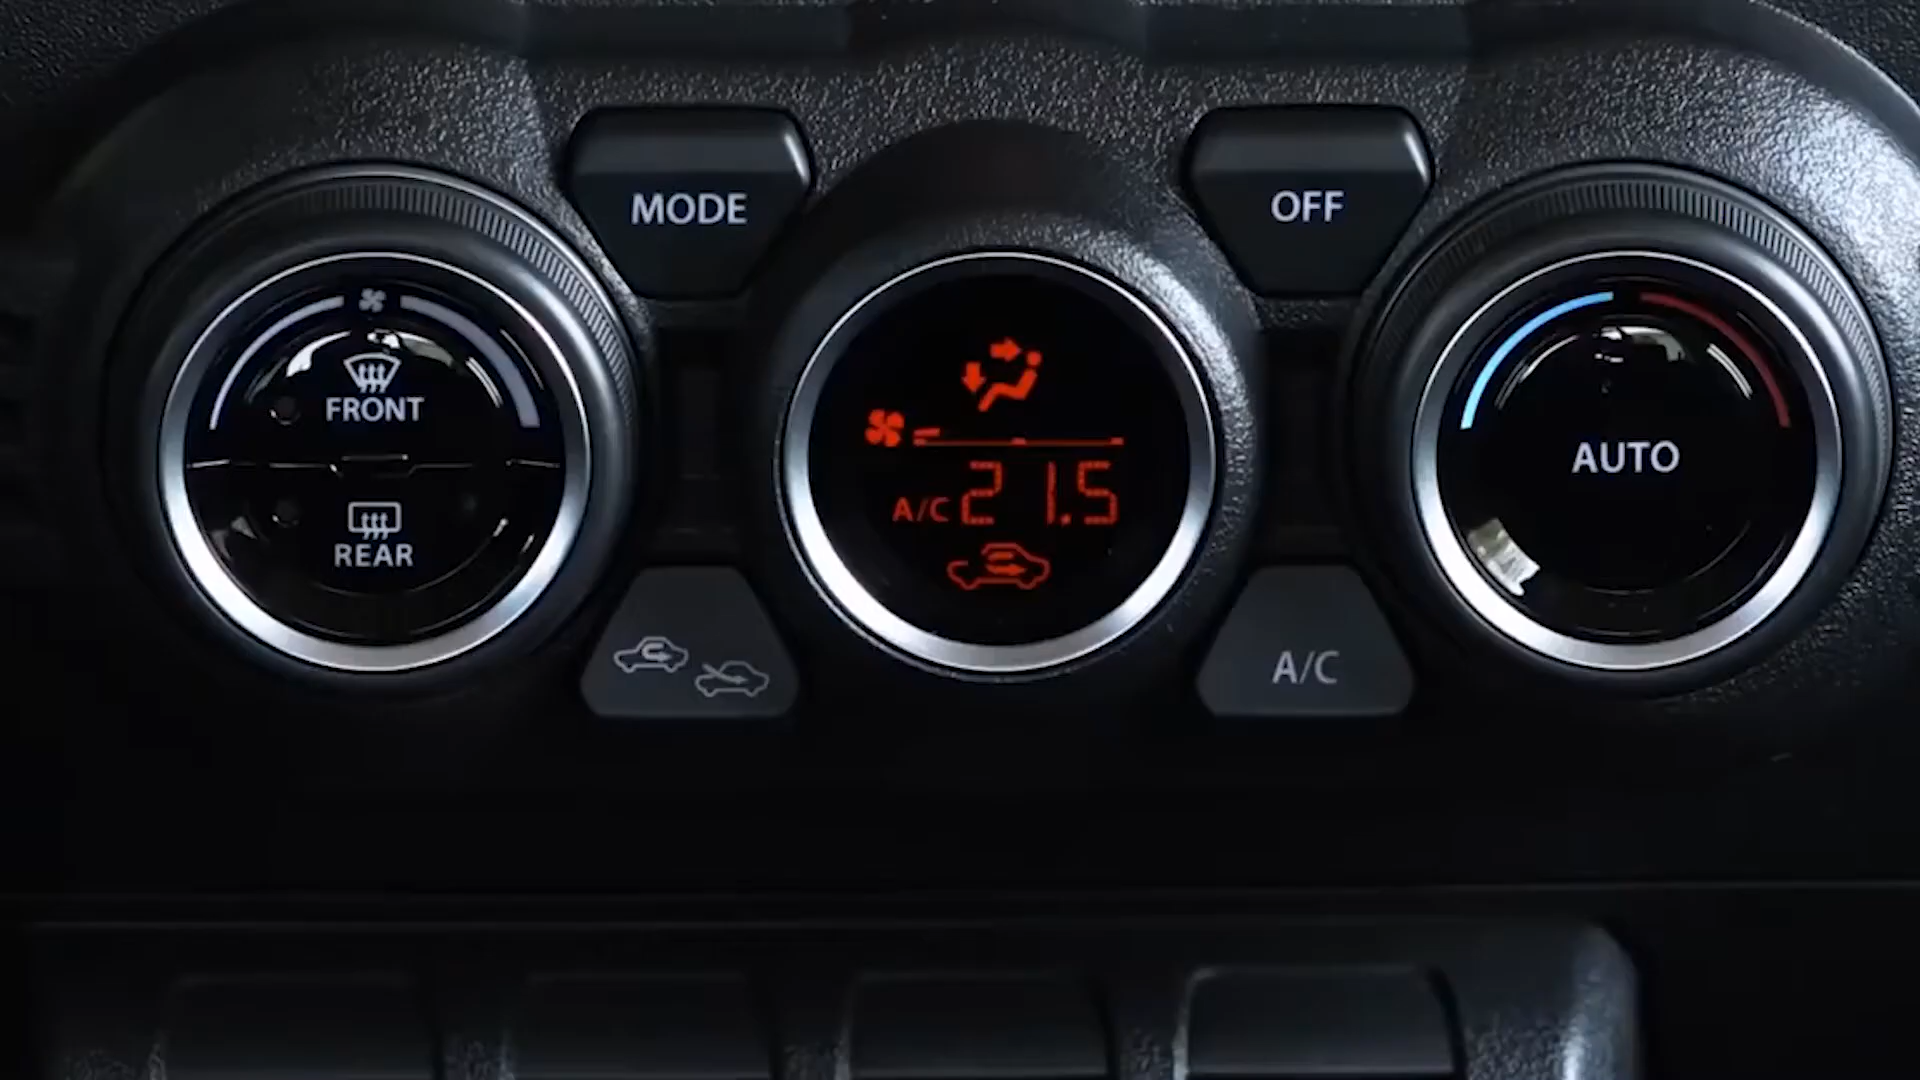 MODE
OFF
FRONT
REAR
A/C 21.5
AUTO
A/C